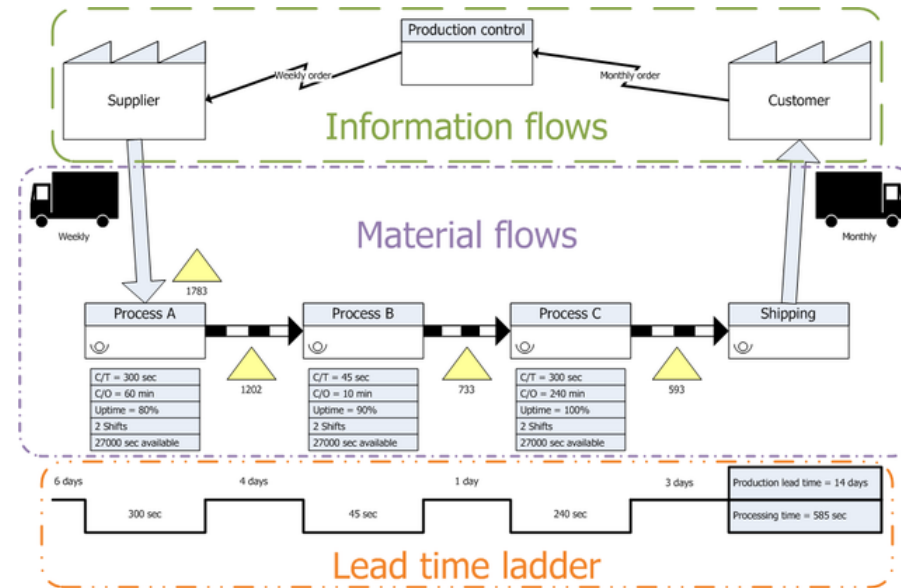 Production control
Weekly order
Monthly order
Supplier
Customer
Information flows
Weekly
Material flows
Monthly
1783
Process A
Process B
Process C
Shipping
1202
733
593
C/T = 300 sec
C/O = 60 min
Uptime = 80%
2 Shifts
27000 sec available
C/T = 45 sec
C/O = 10 min
Uptime = 90%
2 Shifts
27000 sec available
C/T = 300 sec
C/O = 240 min
Uptime = 100%
2 Shifts
27000 sec available
6 days
4 days
1 day
3 days
Production lead time = 14 days
300 sec
45 sec
240 sec
Processing time = 585 sec
Lead time ladder